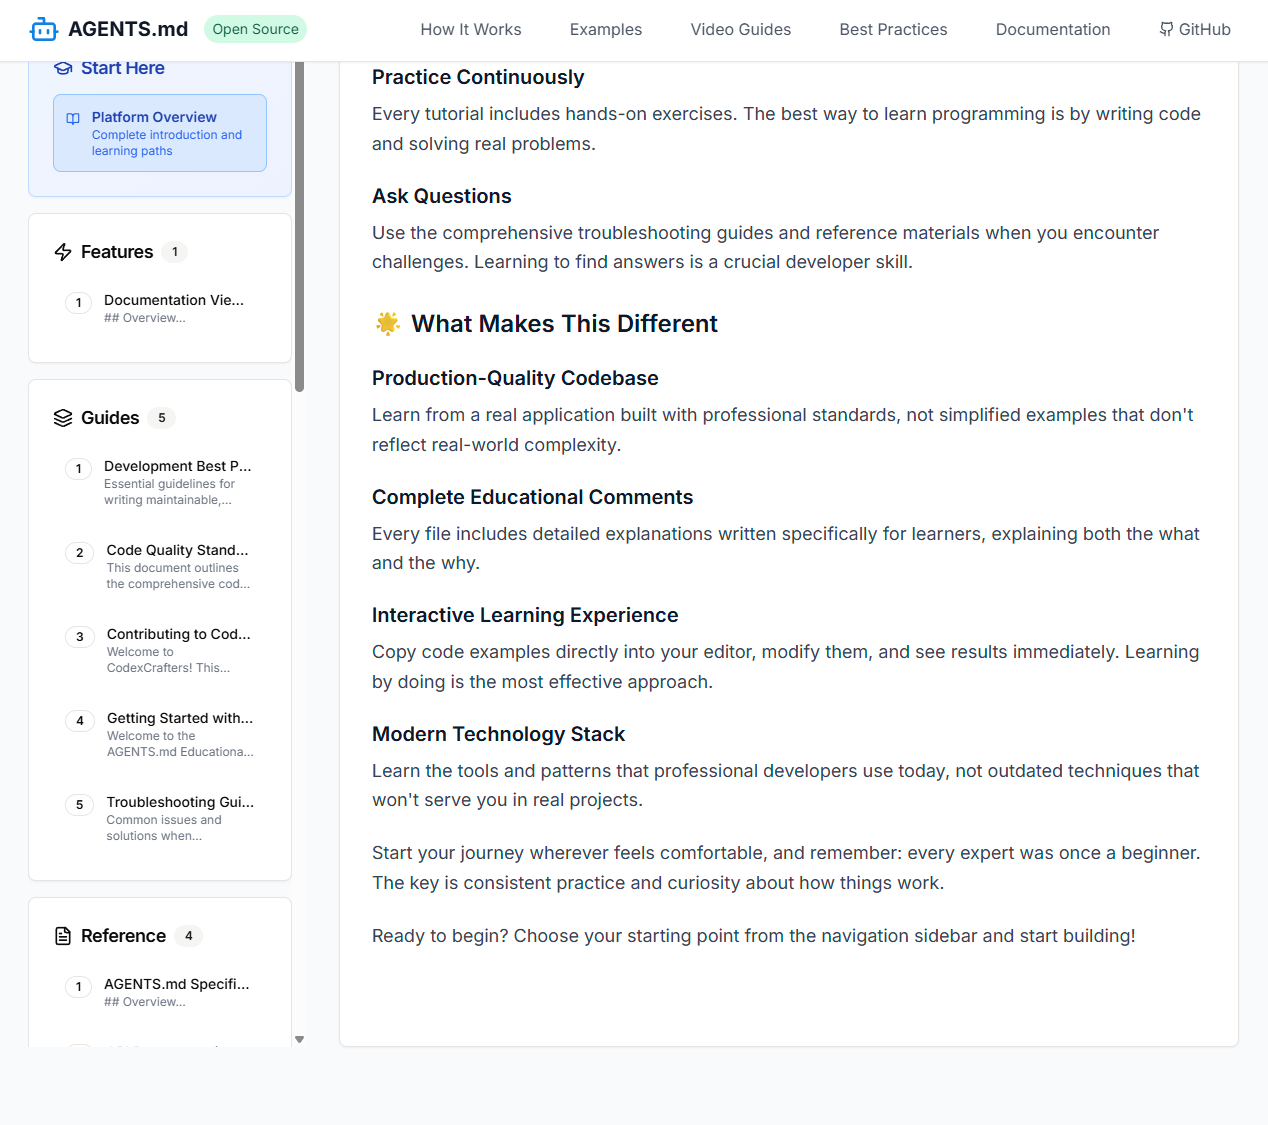 AGENTS.md
Open Source
How It Works
Examples
Video Guides
Best Practices
Documentation
GitHub
Start Here
Platform Overview
Complete introduction and
learning paths
Features 1
1 Documentation Vie...
## Overview...
Guides 5
1 Development Best P...
Essential guidelines for
writing maintainable,...
2 Code Quality Stand...
This document outlines
the comprehensive cod...
3 Contributing to Cod...
Welcome to
CodexCrafters! This...
4 Getting Started with...
Welcome to the
AGENTS.md Educationa...
5 Troubleshooting Gui...
Common issues and
solutions when...
Reference 4
1 AGENTS.md Specifi...
## Overview...
Practice Continuously
Every tutorial includes hands-on exercises. The best way to learn programming is by writing code
and solving real problems.
Ask Questions
Use the comprehensive troubleshooting guides and reference materials when you encounter
challenges. Learning to find answers is a crucial developer skill.
🌟 What Makes This Different
Production-Quality Codebase
Learn from a real application built with professional standards, not simplified examples that don't
reflect real-world complexity.
Complete Educational Comments
Every file includes detailed explanations written specifically for learners, explaining both the what
and the why.
Interactive Learning Experience
Copy code examples directly into your editor, modify them, and see results immediately. Learning
by doing is the most effective approach.
Modern Technology Stack
Learn the tools and patterns that professional developers use today, not outdated techniques that
won't serve you in real projects.
Start your journey wherever feels comfortable, and remember: every expert was once a beginner.
The key is consistent practice and curiosity about how things work.
Ready to begin? Choose your starting point from the navigation sidebar and start building!